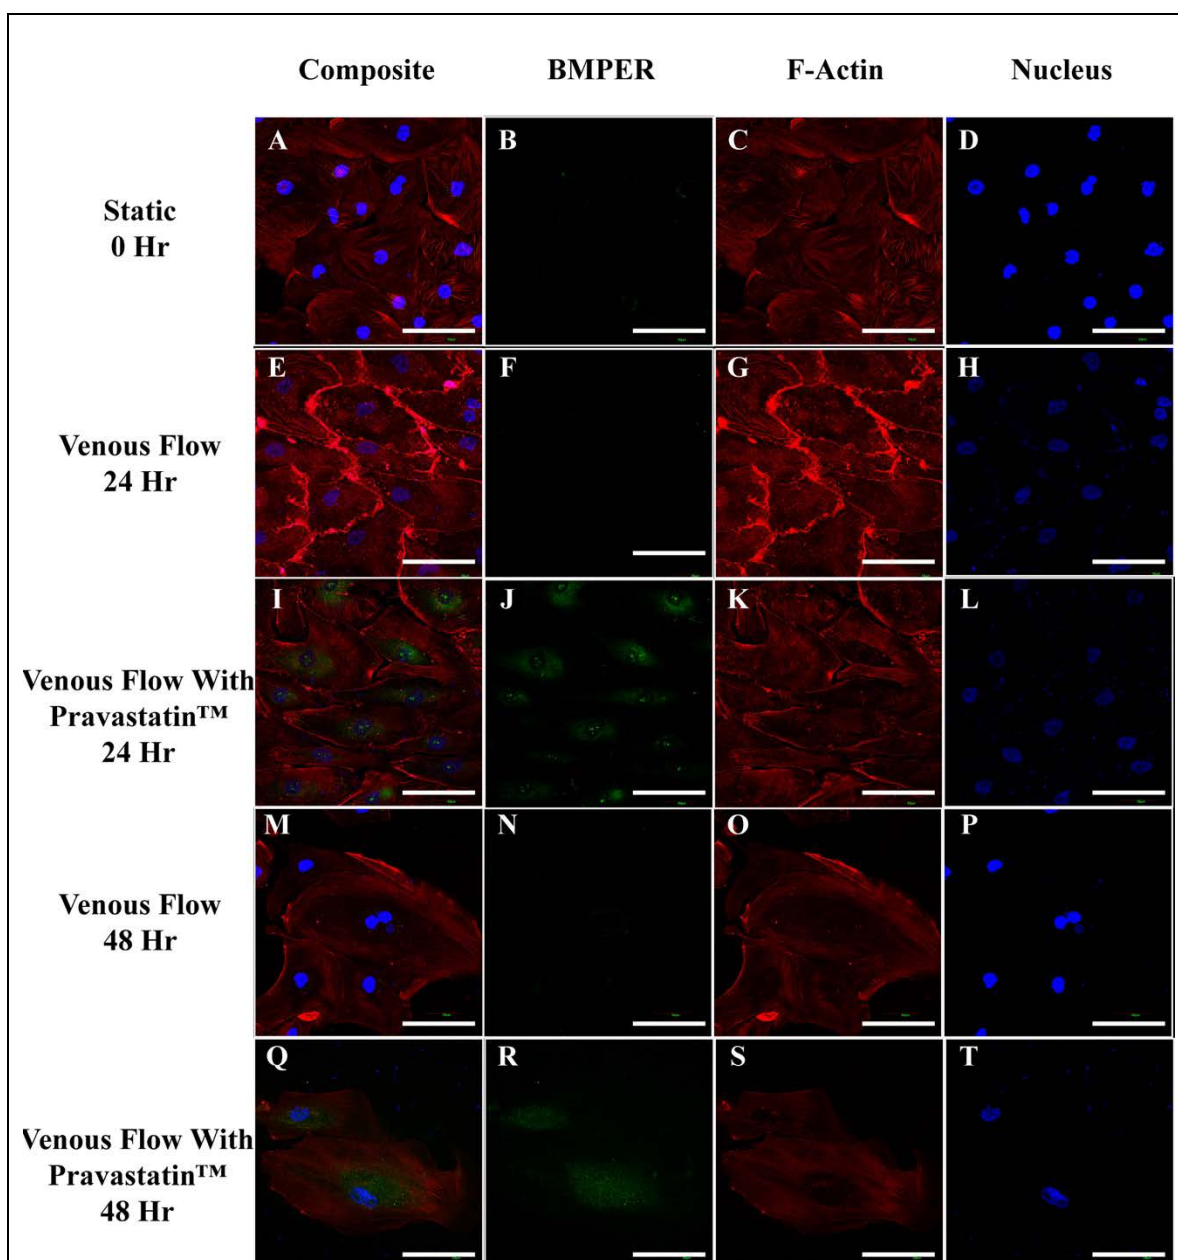 Composite BMPER F-Actin Nucleus
Static
0 Hr
A B C D
Venous Flow
24 Hr
E F G H
Venous Flow With
Pravastatin™
24 Hr
I J K L
Venous Flow
48 Hr
M N O P
Venous Flow With
Pravastatin™
48 Hr
Q R S T